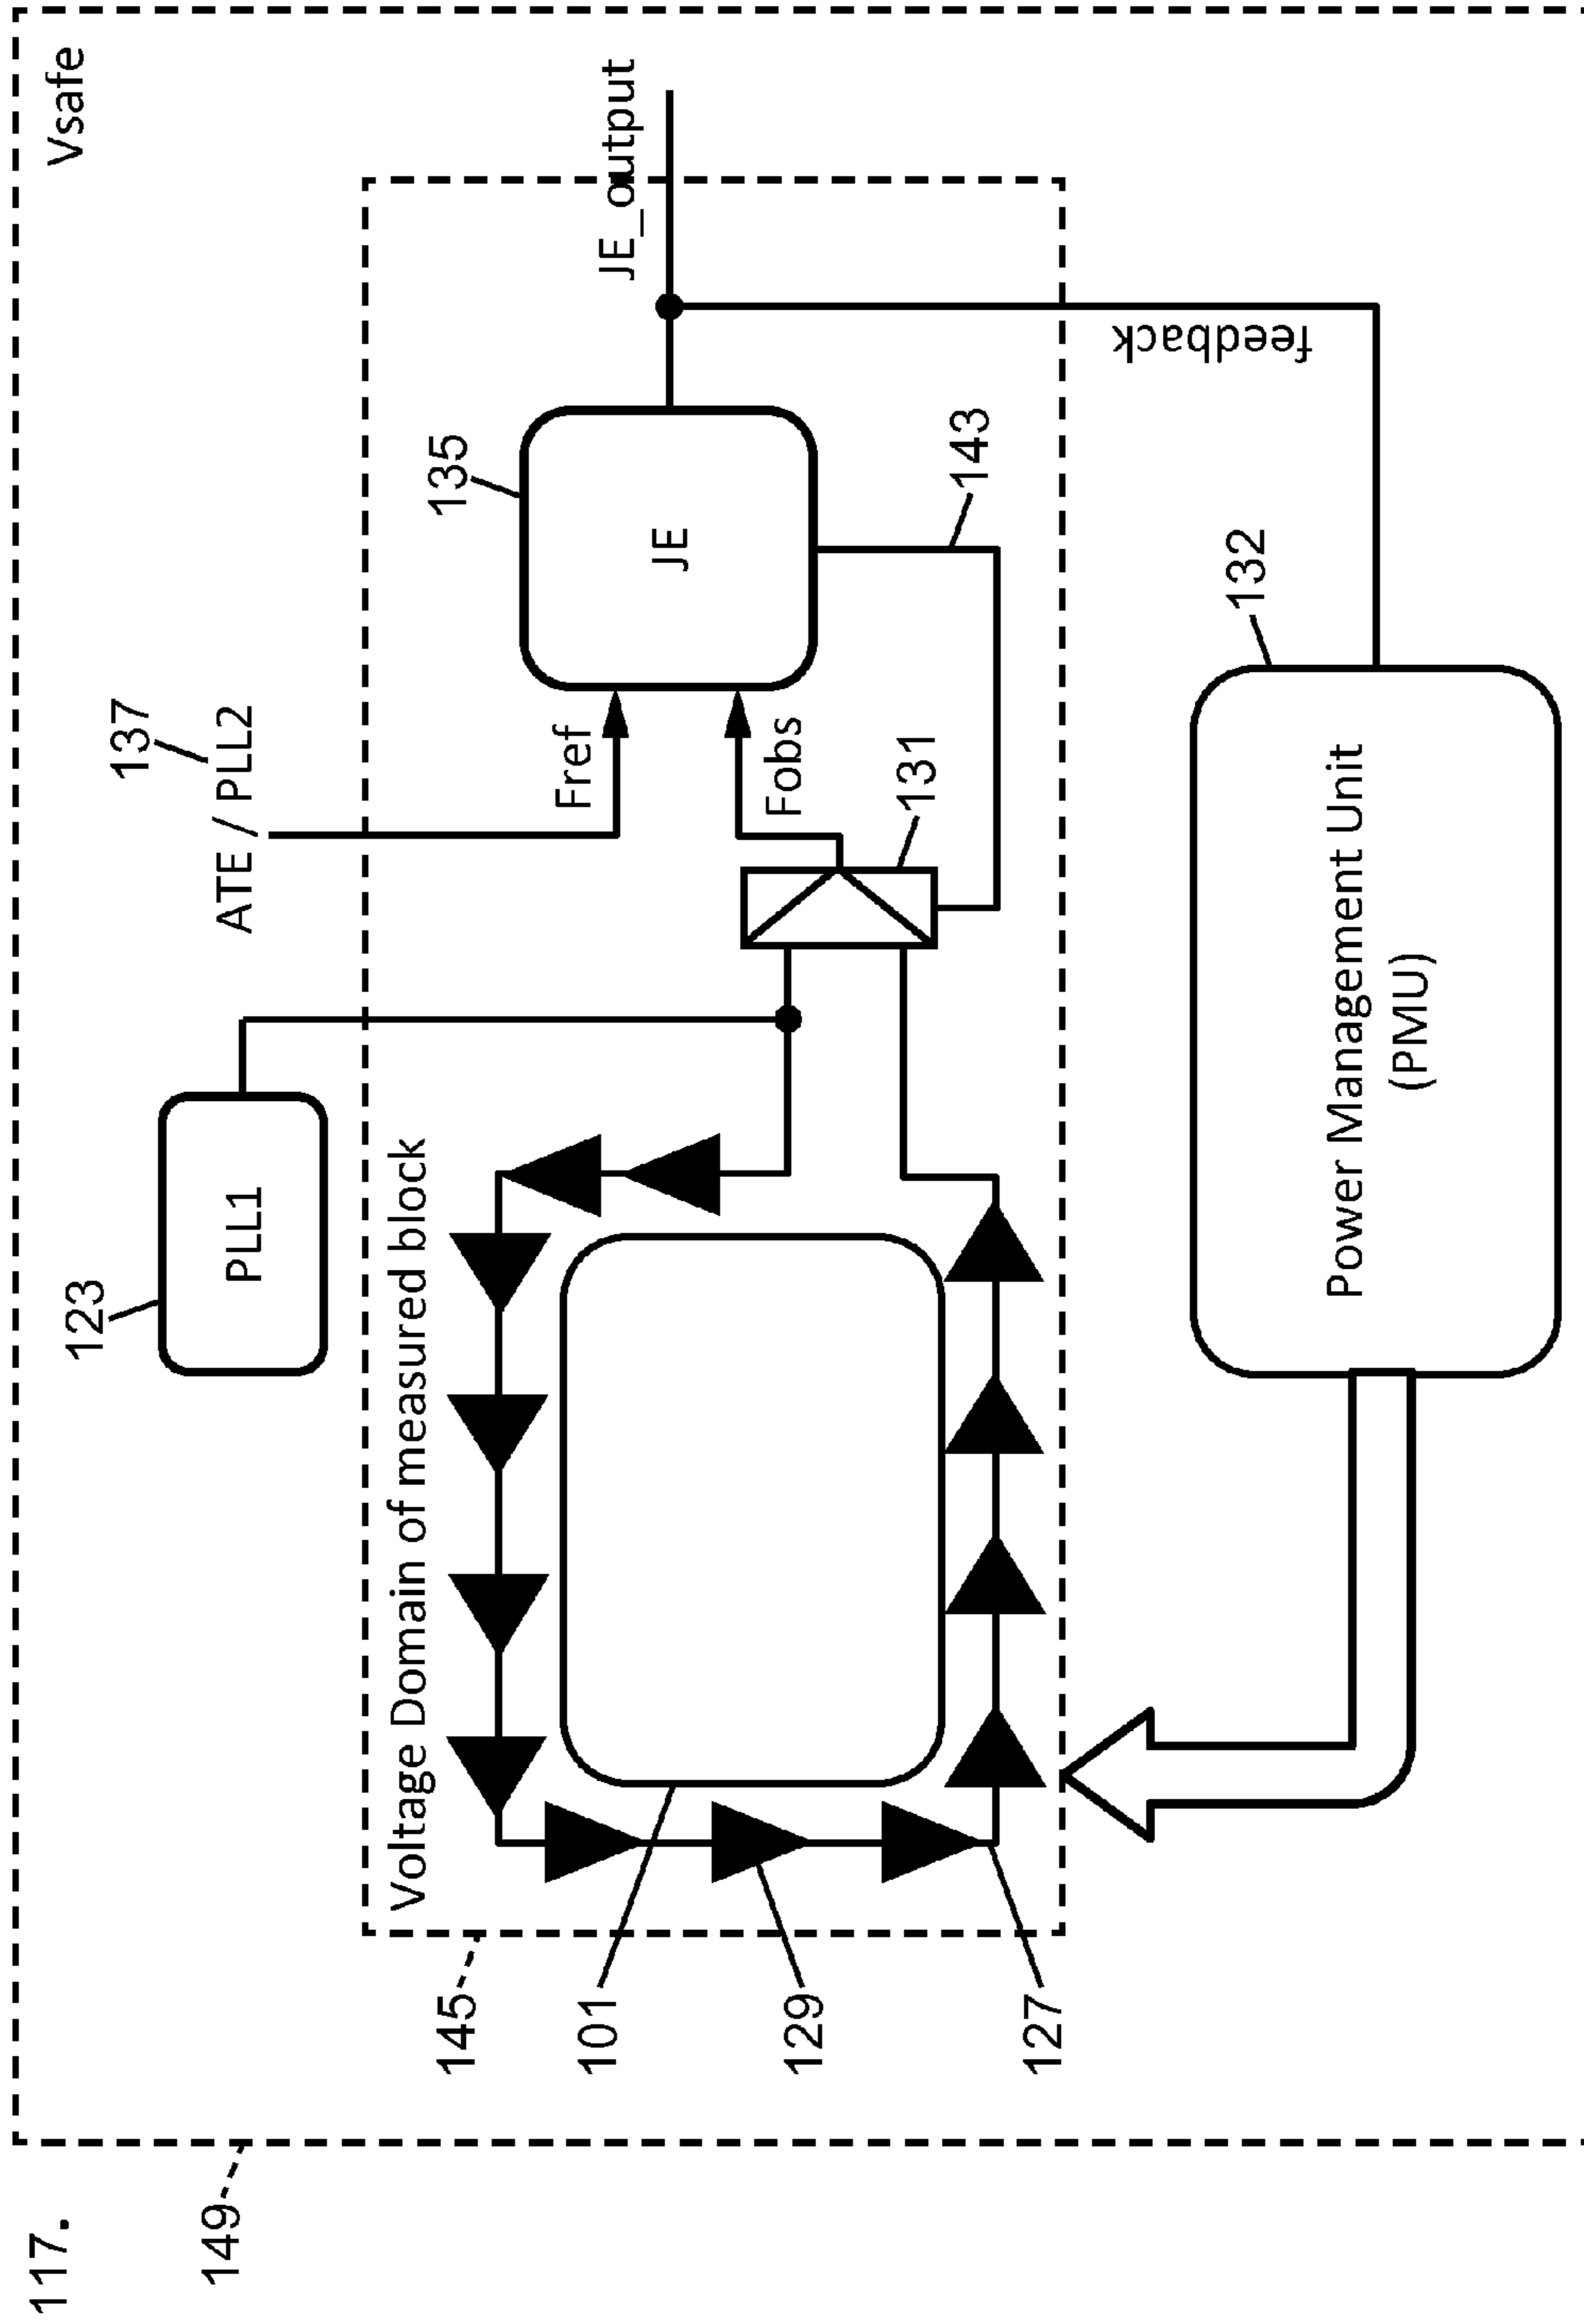 117.
149
Vsafe
123
PLL1
137
ATE / PLL2
145
Voltage Domain of measured block
135
JE
Fref
Fobs
JE_output
131
143
101
129
127
feedback
132
Power Management Unit
(PMU)